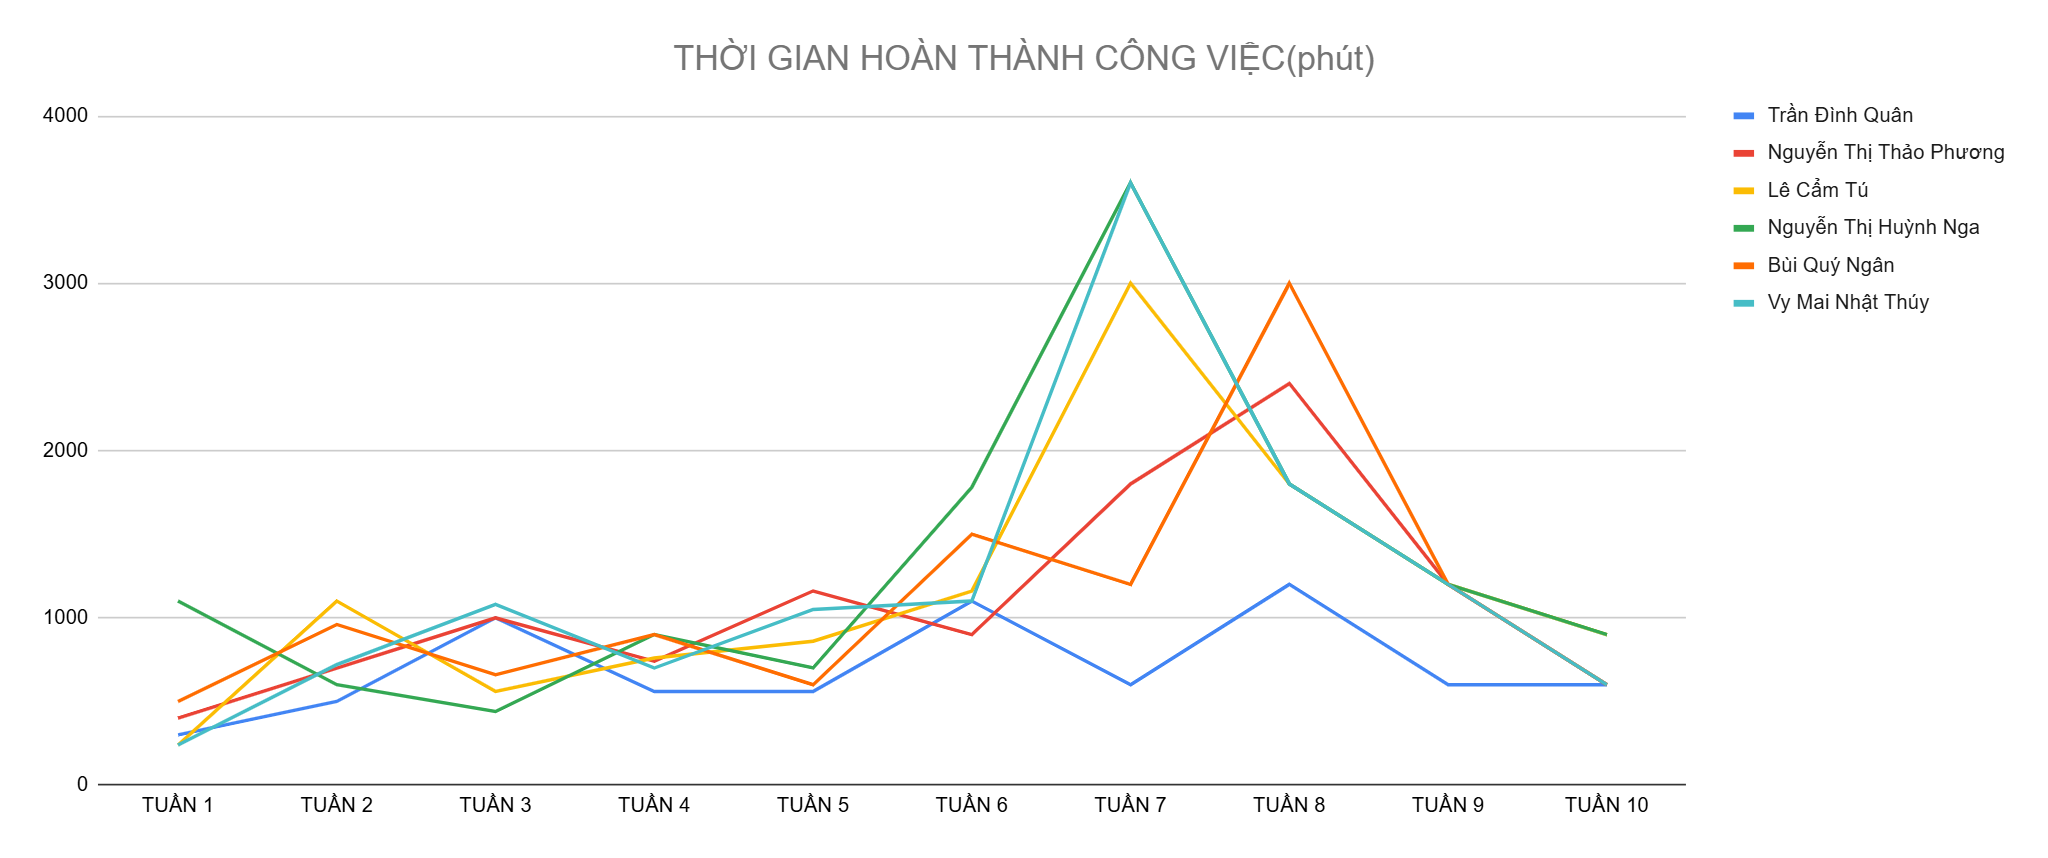 THỜI GIAN HOÀN THÀNH CÔNG VIỆC(phút)
4000
3000
2000
1000
0
TUẦN 1 TUẦN 2 TUẦN 3 TUẦN 4 TUẦN 5 TUẦN 6 TUẦN 7 TUẦN 8 TUẦN 9 TUẦN 10
Trần Đình Quân
Nguyễn Thị Thảo Phương
Lê Cẩm Tú
Nguyễn Thị Huỳnh Nga
Bùi Quý Ngân
Vy Mai Nhật Thúy